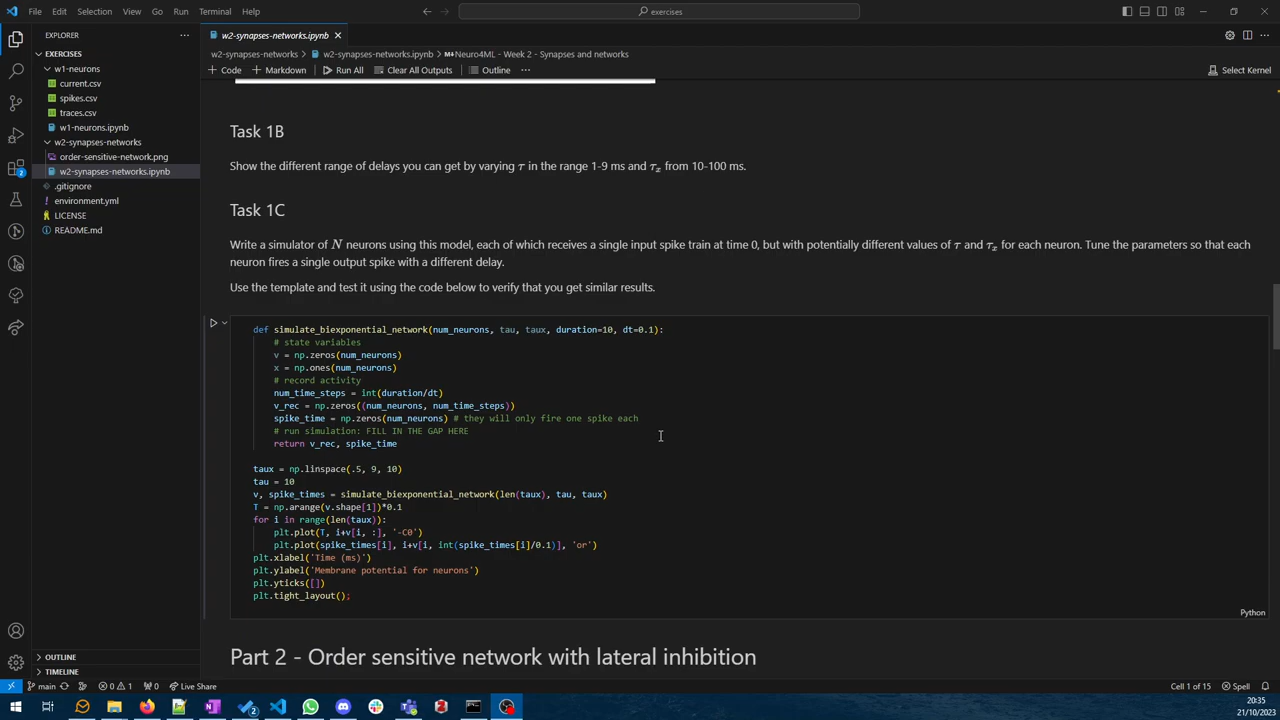 File Edit Selection View Go Run Terminal Help
exercises
EXPLORER
w2-synapses-networks.ipynb
w2-synapses-networks > w2-synapses-networks.ipynb > Neuro4ML - Week 2 - Synapses and networks
EXERCISES
w1-neurons
current.csv
spikes.csv
traces.csv
w1-neurons.ipynb
w2-synapses-networks
order-sensitive-network.png
w2-synapses-networks.ipynb
.gitignore
environment.yml
LICENSE
README.md
+ Code + Markdown Run All Clear All Outputs Outline ...
Select Kernel
Task 1B
Show the different range of delays you can get by varying τ in the range 1-9 ms and τx from 10-100 ms.
Task 1C
Write a simulator of N neurons using this model, each of which receives a single input spike train at time 0, but with potentially different values of τ and τx for each neuron. Tune the parameters so that each
neuron fires a single output spike with a different delay.
Use the template and test it using the code below to verify that you get similar results.
def simulate_biexponential_network(num_neurons, tau, taux, duration=10, dt=0.1):
# state variables
v = np.zeros(num_neurons)
x = np.ones(num_neurons)
# record activity
num_time_steps = int(duration/dt)
v_rec = np.zeros((num_neurons, num_time_steps))
spike_time = np.zeros(num_neurons) # they will only fire one spike each
# run simulation: FILL IN THE GAP HERE
return v_rec, spike_time
taux = np.linspace(.5, 9, 10)
tau = 10
v, spike_times = simulate_biexponential_network(len(taux), tau, taux)
T = np.arange(v.shape[1])*0.1
for i in range(len(taux)):
plt.plot(T, i+v[i, :], '-C0')
plt.plot(spike_times[i], i+v[i, int(spike_times[i]/0.1)], 'or')
plt.xlabel('Time (ms)')
plt.ylabel('Membrane potential for neurons')
plt.yticks([])
plt.tight_layout();
Python
Part 2 - Order sensitive network with lateral inhibition
OUTLINE
TIMELINE
main 0 1 0 Live Share
Cell 1 of 15 Spell
2
2
20:35
21/10/2023